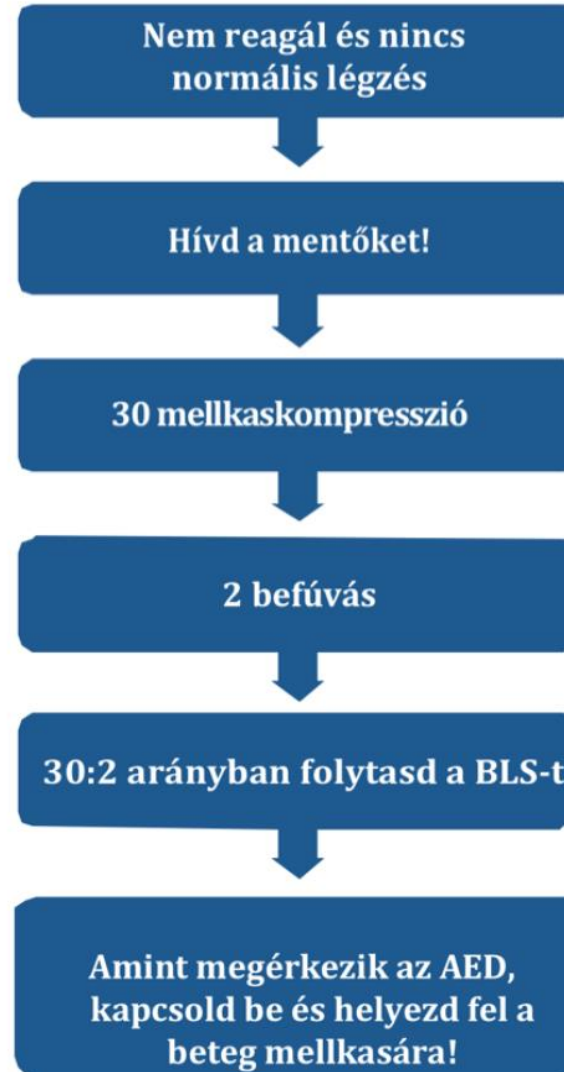 Nem reagál és nincs
normális légzés
Hívd a mentőket!
30 mellkaskompresszió
2 befúvás
30:2 arányban folytasd a BLS-t
Amint megérkezik az AED,
kapcsold be és helyezd fel a
beteg mellkasára!